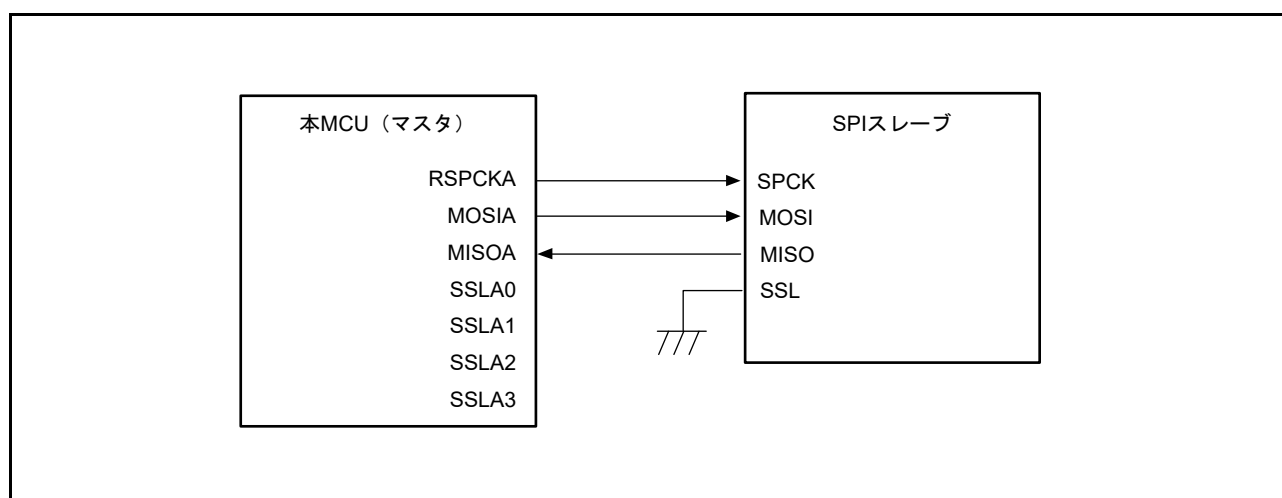 本MCU（マスタ）
RSPCKA
MOSIA
MISOA
SSLA0
SSLA1
SSLA2
SSLA3
SPIスレーブ
SPCK
MOSI
MISO
SSL